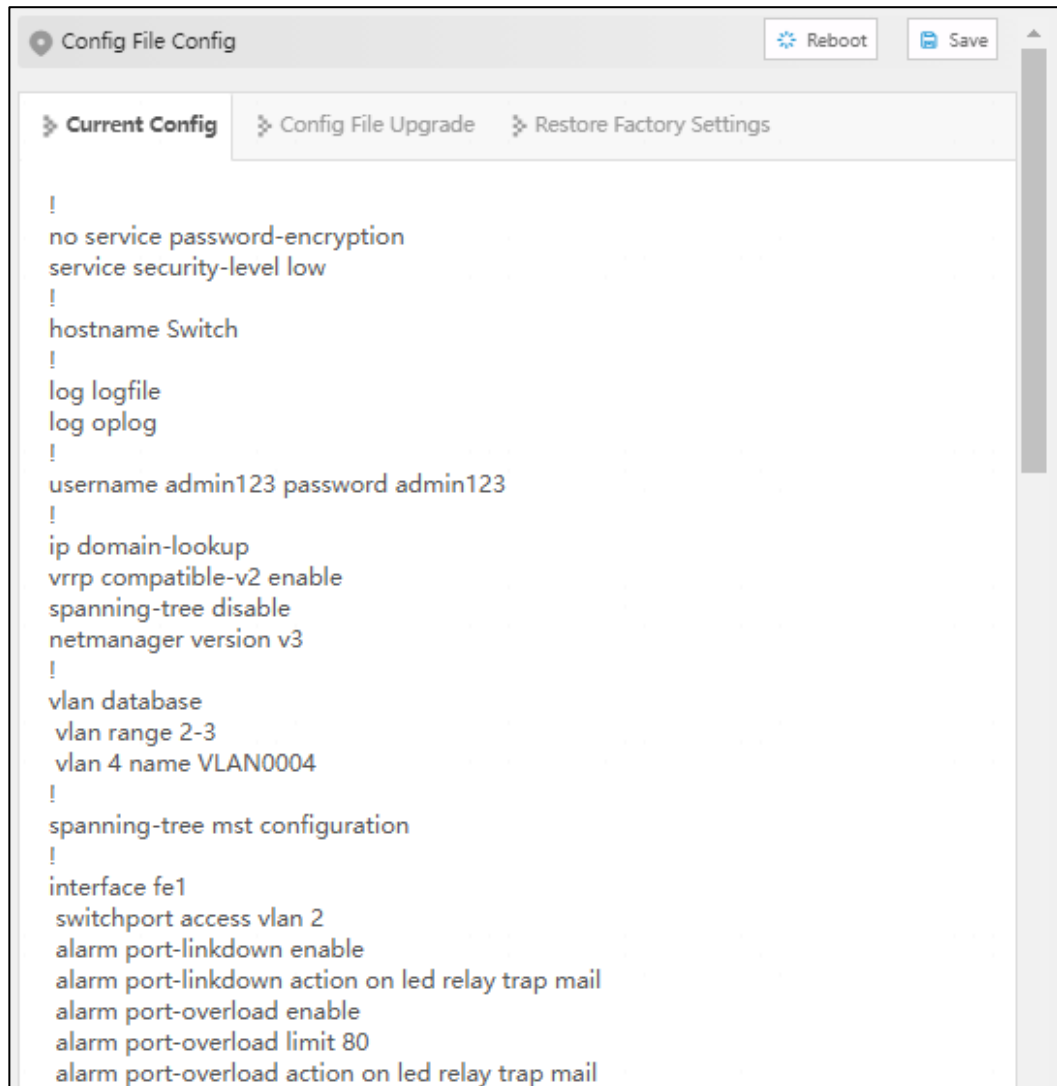 Config File Config
Reboot
Save
Current Config
Config File Upgrade
Restore Factory Settings
!
no service password-encryption
service security-level low
!
hostname Switch
!
log logfile
log oplog
!
username admin123 password admin123
!
ip domain-lookup
vrrp compatible-v2 enable
spanning-tree disable
netmanager version v3
!
vlan database
vlan range 2-3
vlan 4 name VLAN0004
!
spanning-tree mst configuration
!
interface fe1
switchport access vlan 2
alarm port-linkdown enable
alarm port-linkdown action on led relay trap mail
alarm port-overload enable
alarm port-overload limit 80
alarm port-overload action on led relay trap mail